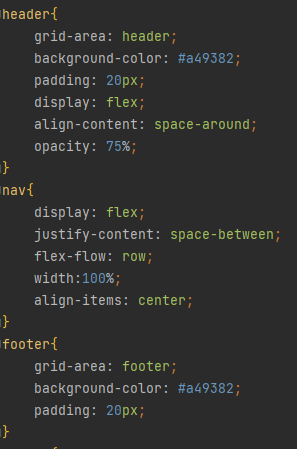 header{
    grid-area: header;
    background-color: #a49382;
    padding: 20px;
    display: flex;
    align-content: space-around;
    opacity: 75%;
}
nav{
    display: flex;
    justify-content: space-between;
    flex-flow: row;
    width:100%;
    align-items: center;
}
footer{
    grid-area: footer;
    background-color: #a49382;
    padding: 20px;
}